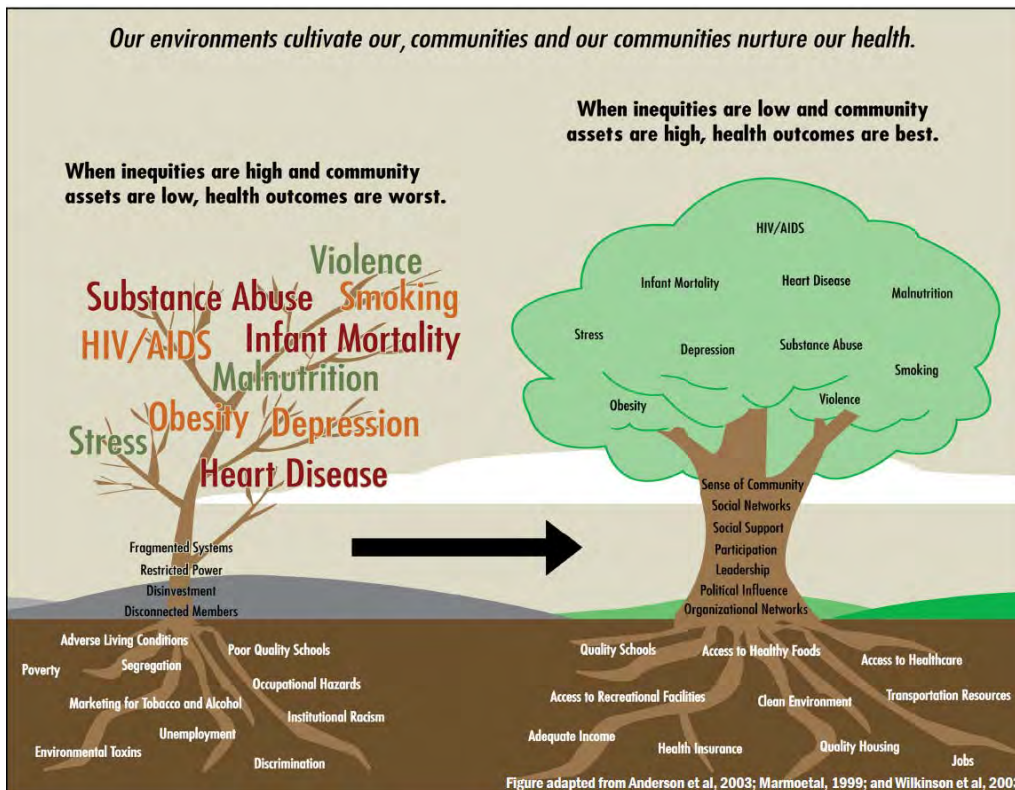 Our environments cultivate our, communities and our communities nurture our health.
When inequities are high and community
assets are low, health outcomes are worst.
Violence
Substance Abuse
Smoking
HIV/AIDS
Infant Mortality
Malnutrition
Obesity
Depression
Stress
Heart Disease
Fragmented Systems
Restricted Power
Disinvestment
Disconnected Members
Adverse Living Conditions
Poor Quality Schools
Poverty
Segregation
Occupational Hazards
Marketing for Tobacco and Alcohol
Institutional Racism
Unemployment
Environmental Toxins
Discrimination
When inequities are low and community
assets are high, health outcomes are best.
HIV/AIDS
Infant Mortality
Heart Disease
Malnutrition
Stress
Depression
Substance Abuse
Smoking
Obesity
Violence
Sense of Community
Social Networks
Social Support
Participation
Leadership
Political Influence
Organizational Networks
Quality Schools
Access to Healthy Foods
Access to Healthcare
Access to Recreational Facilities
Clean Environment
Transportation Resources
Adequate Income
Health Insurance
Quality Housing
Jobs
Figure adapted from Anderson et al, 2003; Marmoetal, 1999; and Wilkinson et al,